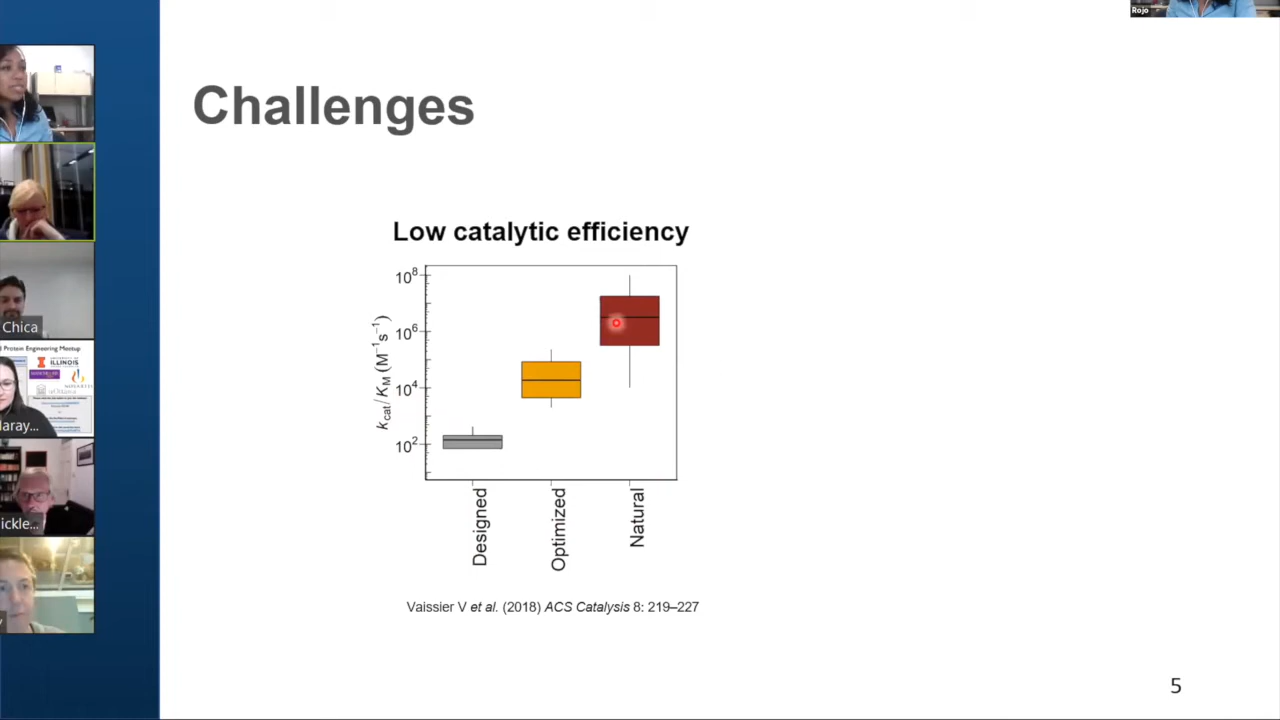 Rojo
Challenges
Low catalytic efficiency
10⁸
10⁶
10⁴
10²
kcat/KM (M⁻¹s⁻¹)
Designed
Optimized
Natural
Vaissier V et al. (2018) ACS Catalysis 8: 219–227
5
Chica
Protein Engineering Meetup
ILLINOIS
laray...
ickle...